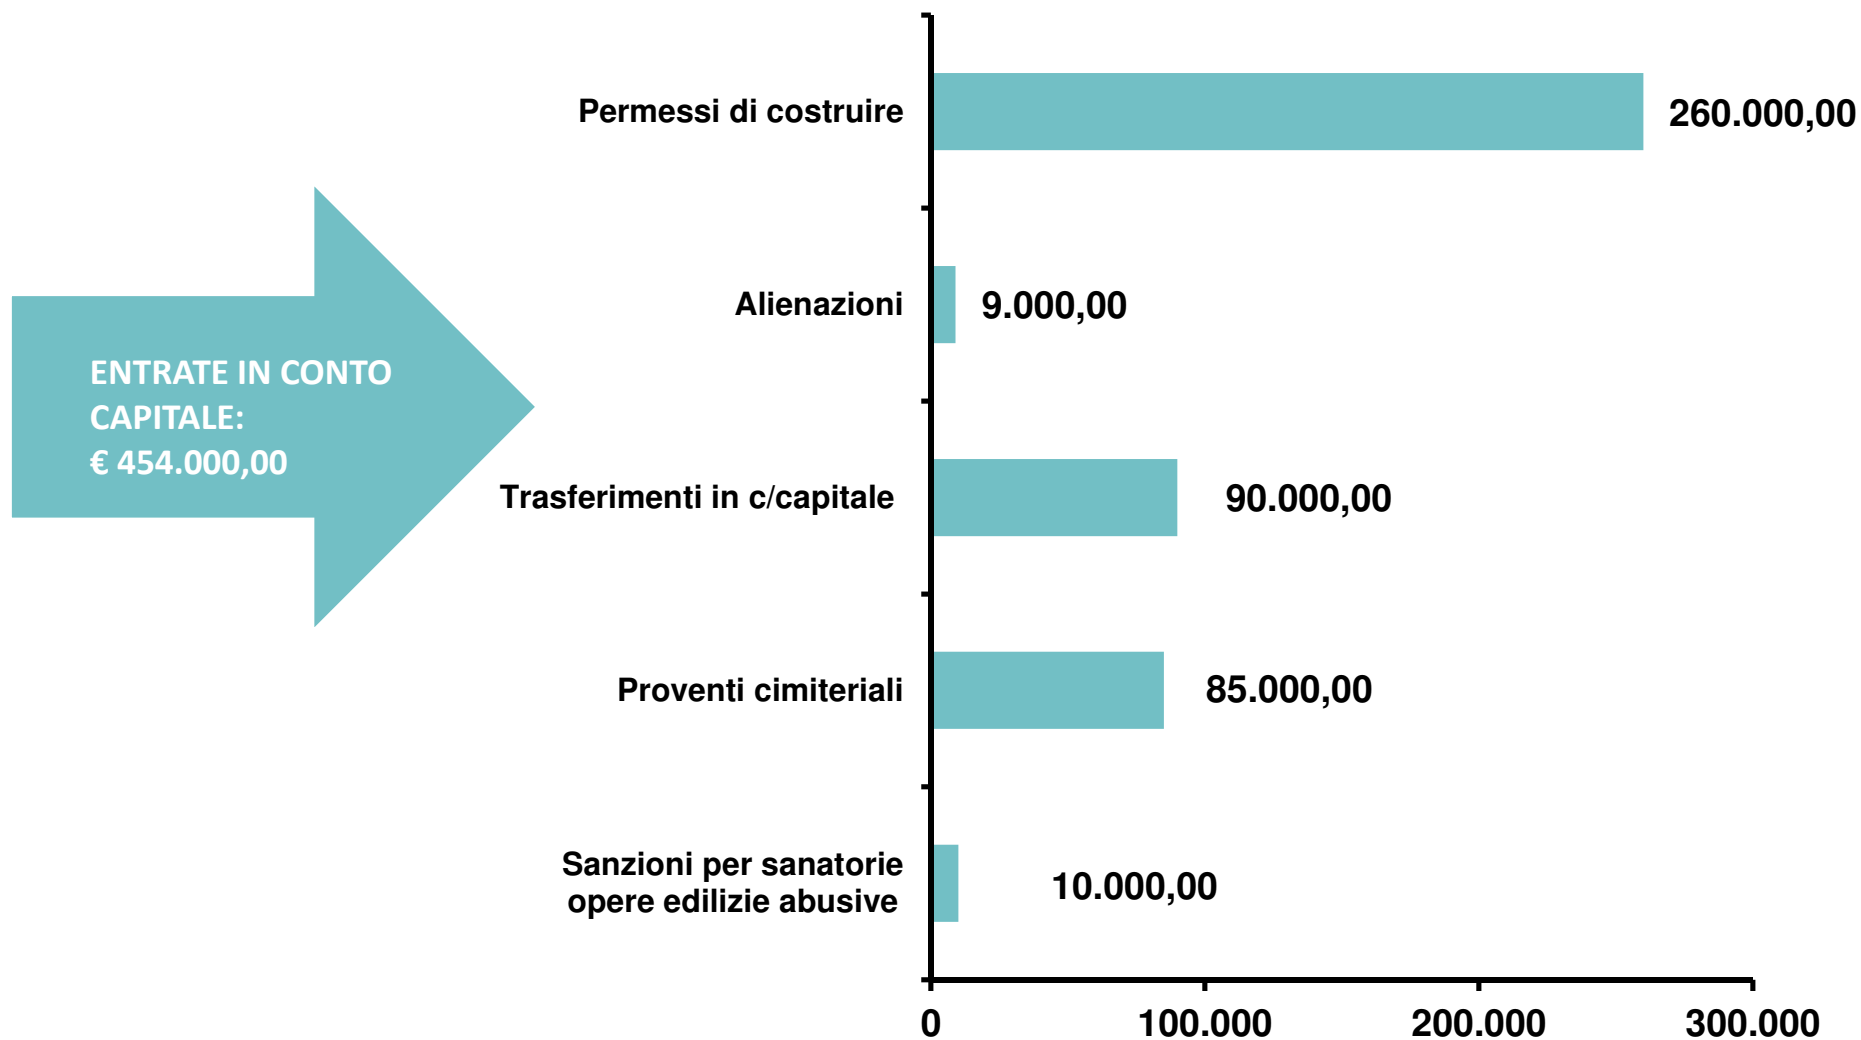 ENTRATE IN CONTO
CAPITALE:
€ 454.000,00
Permessi di costruire
260.000,00
Alienazioni
9.000,00
Trasferimenti in c/capitale
90.000,00
Proventi cimiteriali
85.000,00
Sanzioni per sanatorie
opere edilizie abusive
10.000,00
0
100.000
200.000
300.000